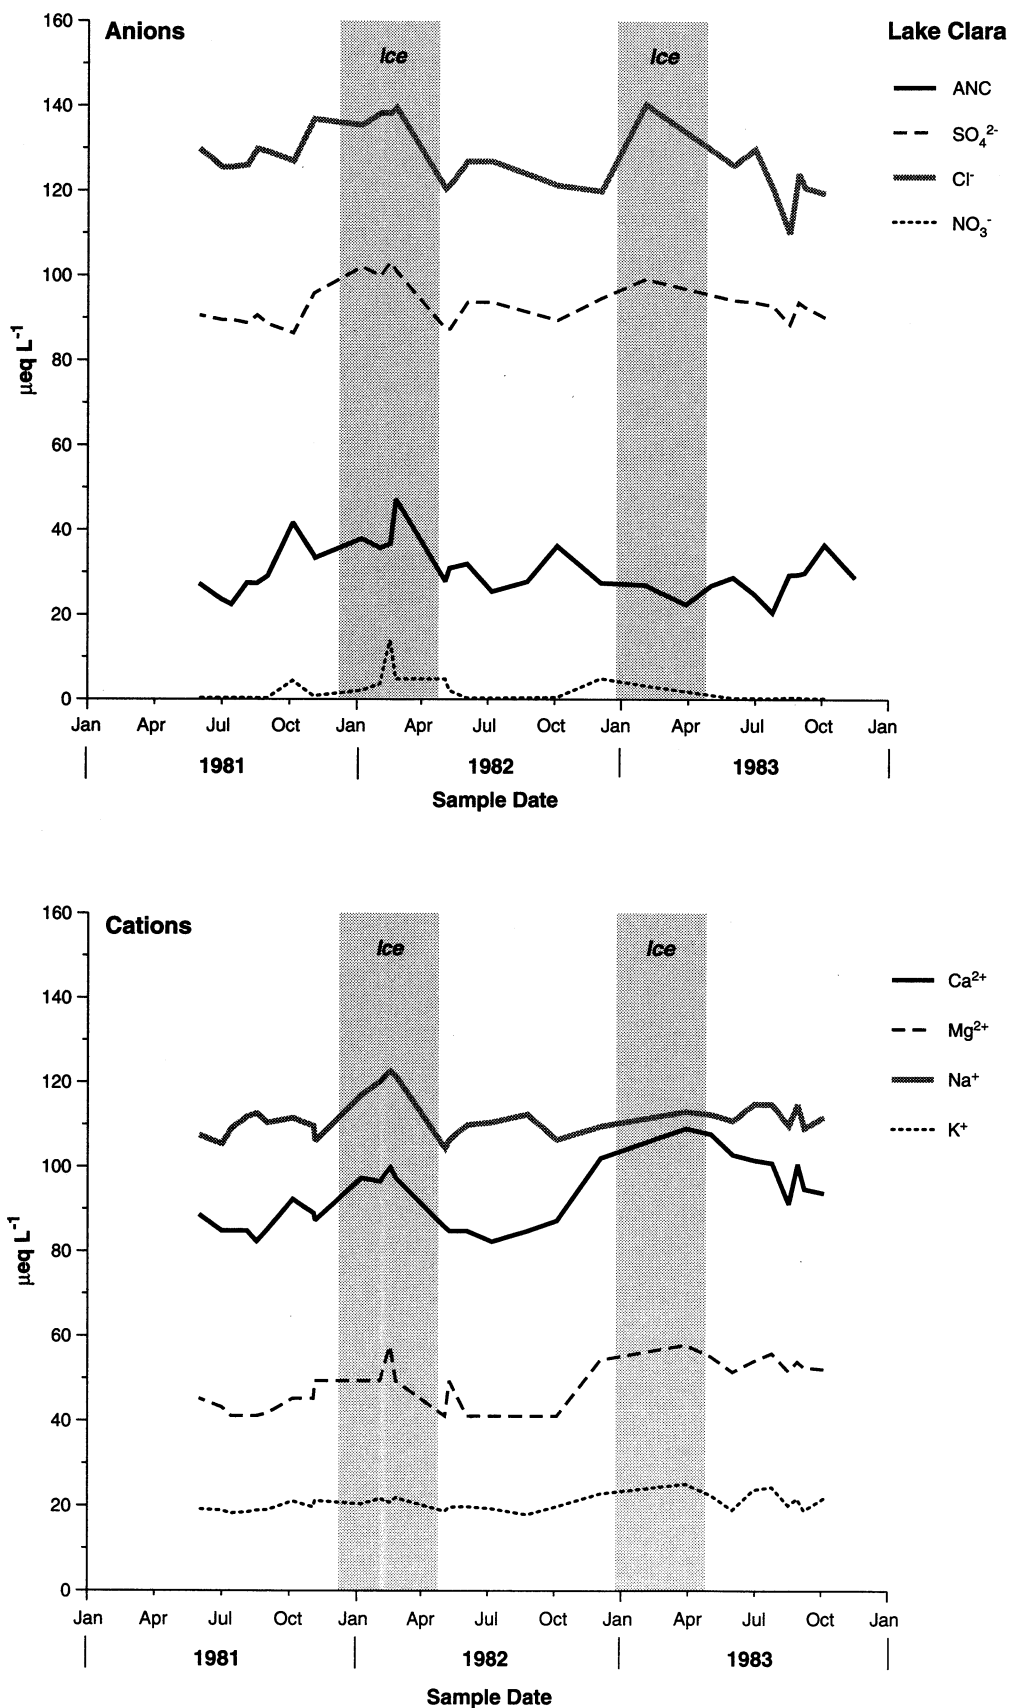 Anions
Lake Clara
Ice Ice
ANC
SO₄²⁻
Cl⁻
NO₃⁻
160
140
120
100
80
60
40
20
0
μeq L⁻¹
Jan Apr Jul Oct Jan Apr Jul Oct Jan Apr Jul Oct Jan
1981 1982 1983
Sample Date
Cations
Ice Ice
Ca²⁺
Mg²⁺
Na⁺
K⁺
160
140
120
100
80
60
40
20
0
μeq L⁻¹
Jan Apr Jul Oct Jan Apr Jul Oct Jan Apr Jul Oct Jan
1981 1982 1983
Sample Date